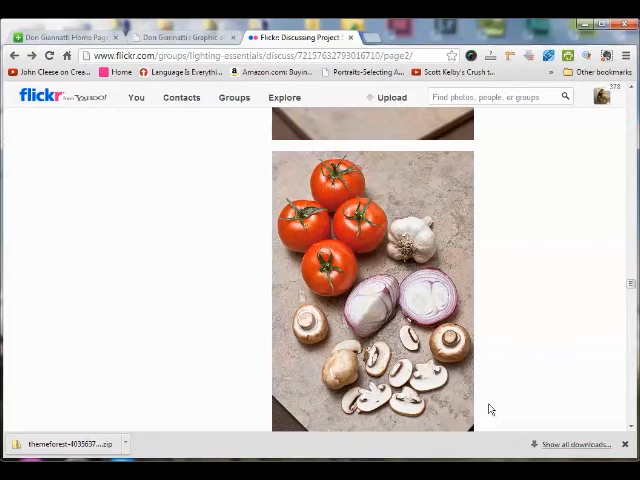 Don Giannatti Home Page
Don Giannatti : Graphic a
Flickr: Discussing Project
www.flickr.com/groups/lighting-essentials/discuss/72157632793016710/page2/
John Cleese on Crea...
Home
Language Is Everythi...
Amazon.com: Buyin...
Portraits-Selecting A...
Scott Kelby's Crush t...
»
Other bookmarks
flickr from YAHOO!
You
Contacts
Groups
Explore
Upload
Find photos, people, or groups
378
themeforest-4035637....zip
Show all downloads...